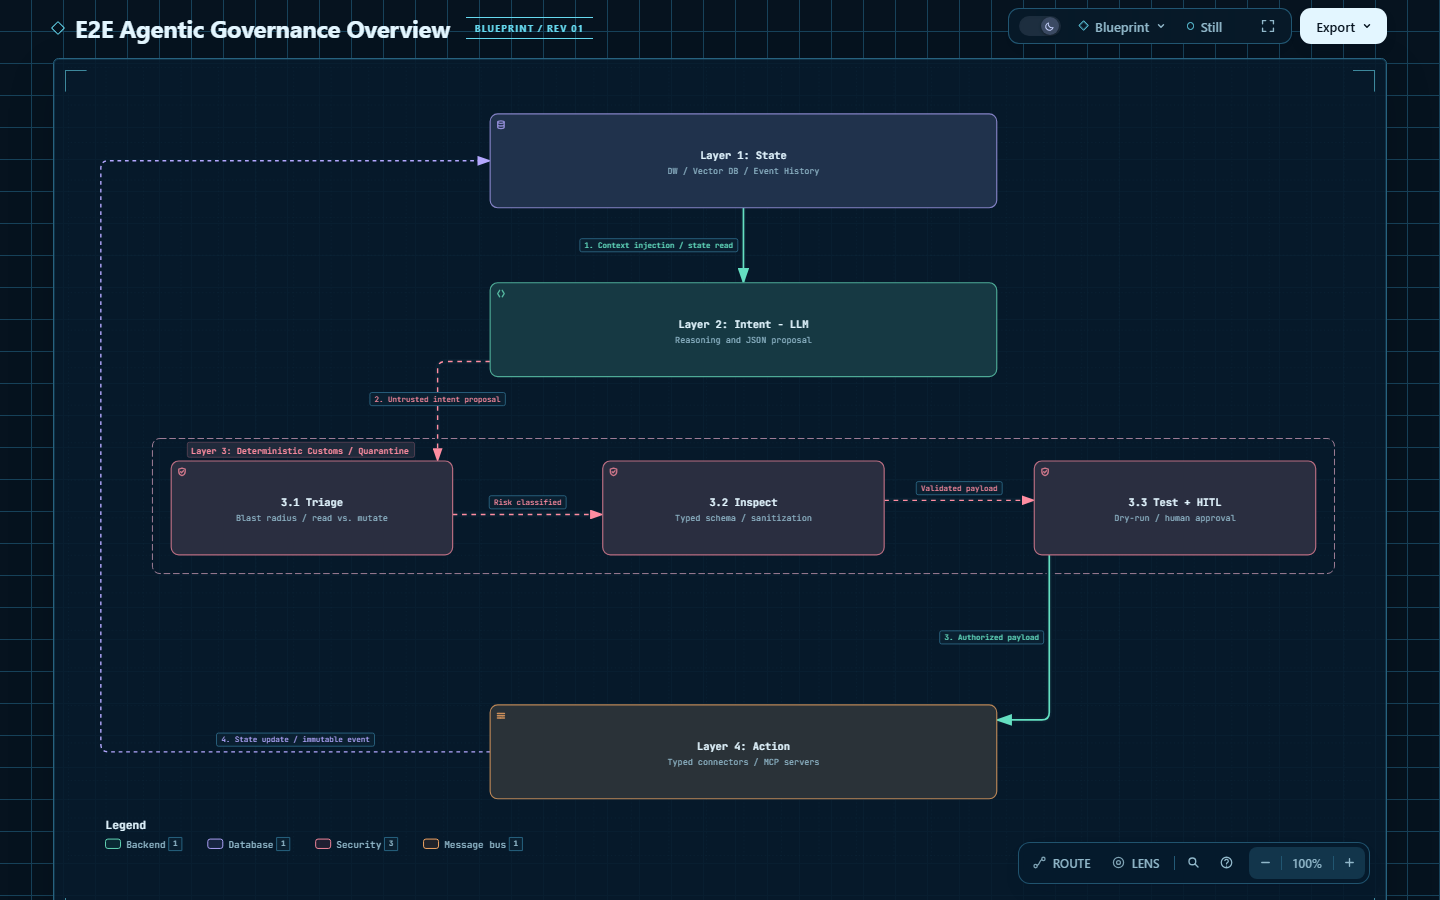 E2E Agentic Governance Overview
BLUEPRINT / REV 01
Blueprint
Still
Export
Layer 1: State
DW / Vector DB / Event History
1. Context injection / state read
Layer 2: Intent - LLM
Reasoning and JSON proposal
2. Untrusted intent proposal
Layer 3: Deterministic Customs / Quarantine
3.1 Triage
Blast radius / read vs. mutate
Risk classified
3.2 Inspect
Typed schema / sanitization
Validated payload
3.3 Test + HITL
Dry-run / human approval
3. Authorized payload
Layer 4: Action
Typed connectors / MCP servers
4. State update / immutable event
Legend
Backend 1
Database 1
Security 3
Message bus 1
ROUTE
LENS
− 100% +